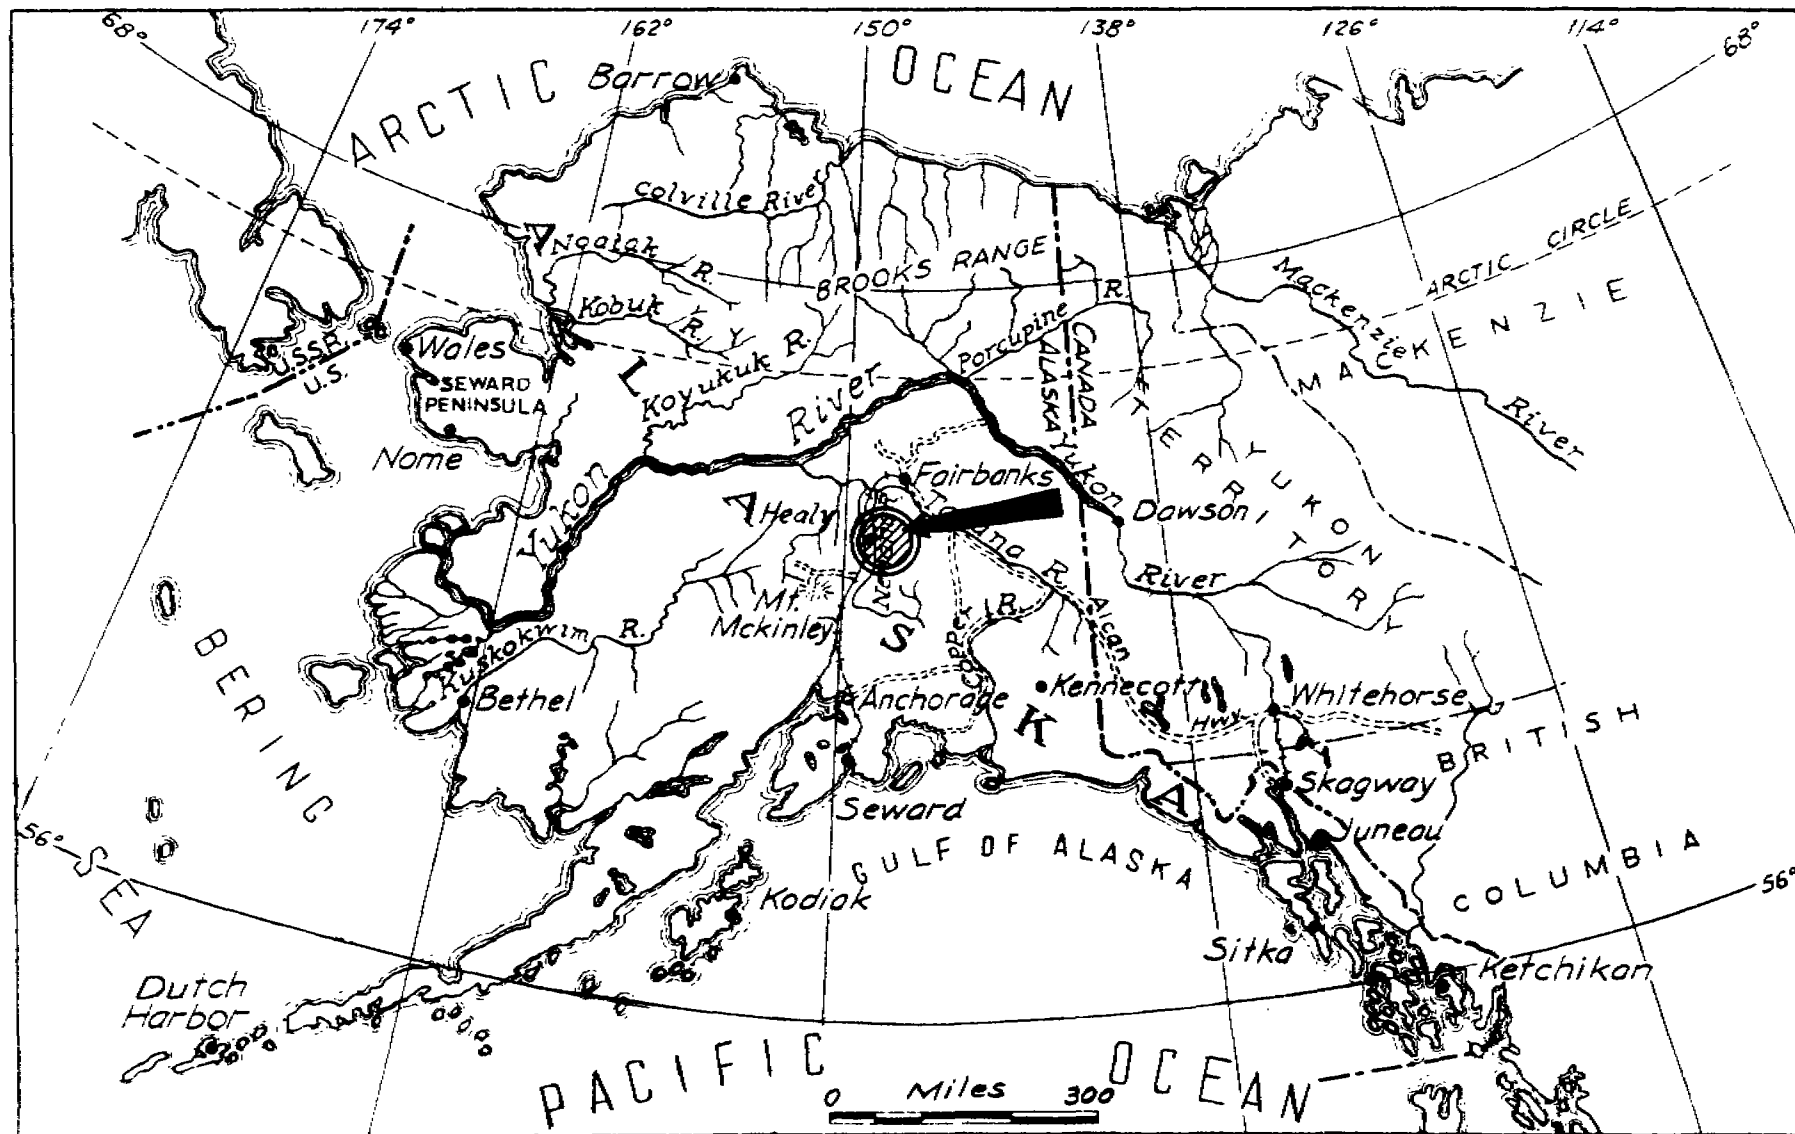 68°
174°
162°
150°
138°
126°
114°
68°
ARCTIC OCEAN
Barrow
Colville River
Noatak R.
BROOKS RANGE
ARCTIC CIRCLE
Kobuk R.
Mackenzie River
MACKENZIE
Porcupine R.
CANADA
ALASKA
U.S.S.R.
U.S.
Wales
SEWARD
PENINSULA
Koyukuk R.
Yukon River
Nome
YUKON
TERRITORY
Fairbanks
Yukon River
Healy
Dawson
Tanana R.
Mt.
Mckinley
Copper R.
Alcan Hwy
ALASKA
Kuskokwim R.
Bethel
Anchorage
Kennecott
Whitehorse
BERING SEA
Seward
Skagway
Juneau
BRITISH COLUMBIA
GULF OF ALASKA
56°
56°
Kodiak
Sitka
Ketchikan
Dutch
Harbor
PACIFIC OCEAN
0 Miles 300